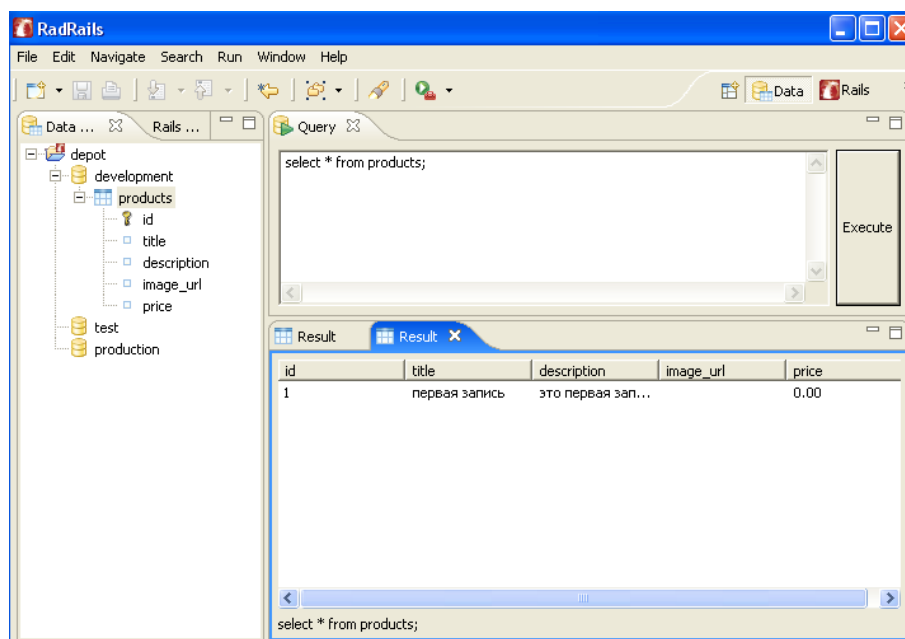 RadRails
File Edit Navigate Search Run Window Help
Data Rails
Data ... Rails ...
depot
development
products
id
title
description
image_url
price
test
production
Query
select * from products;
Execute
Result Result
id title description image_url price
1 первая запись это первая зап... 0.00
select * from products;